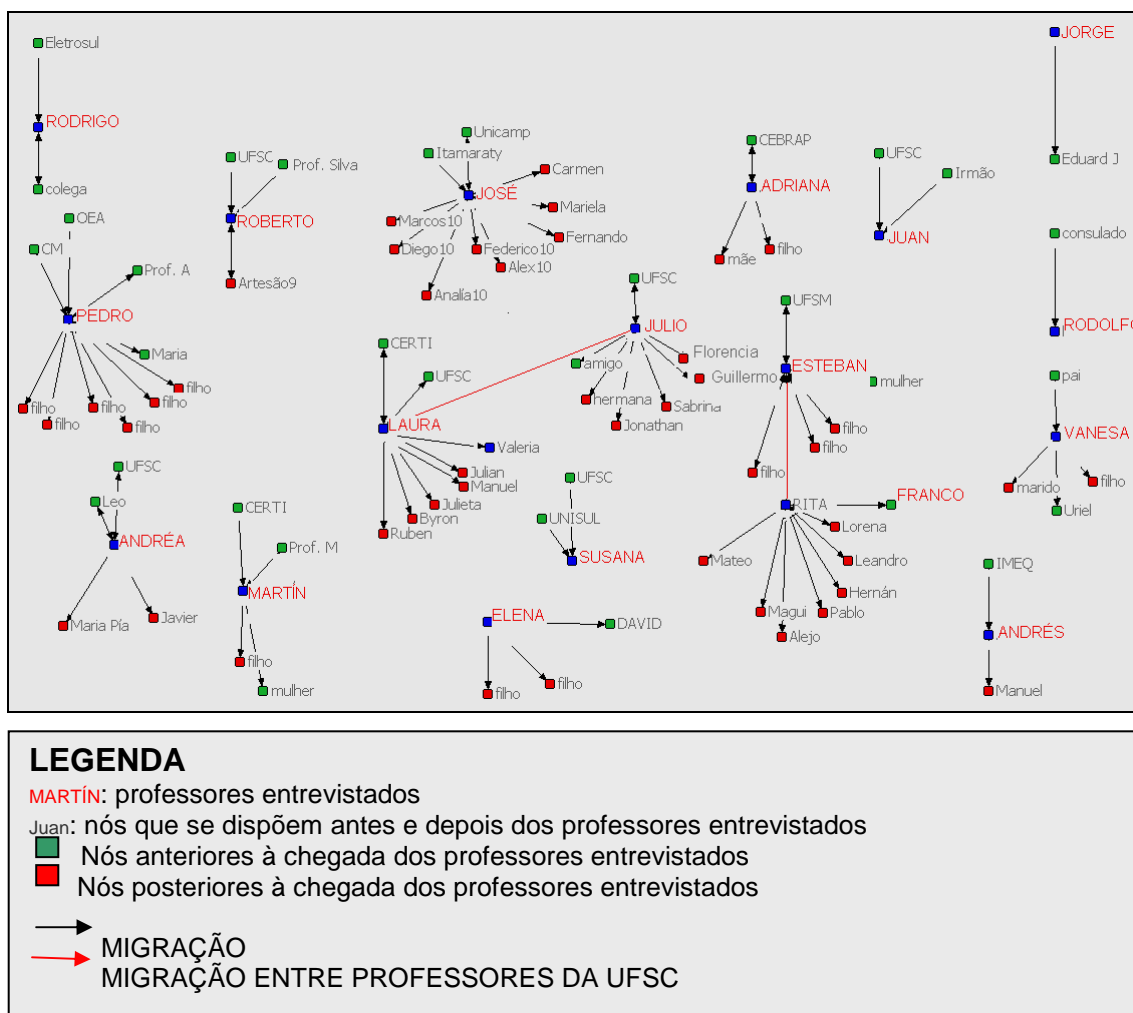 Eletrosul
JORGE
RODRIGO
Unicamp
CEBRAP
UFSC
Itamaraty
UFSC
Prof. Silva
Carmen
Eduard J
Irmão
colega
JOSÉ
ADRIANA
Mariela
OEA
ROBERTO
Marcos10
Fernando
JUAN
consulado
CM
Diego10
Federico10
mãe
filho
Prof. A
Alex10
Artesão9
UFSC
Analía10
UFSM
PEDRO
JULIO
RODOLFO
CERTI
Maria
Florencia
amigo
ESTEBAN
UFSC
Guillermo
mulher
pai
filho
hermana
Sabrina
filho
filho
filho
filho
filho
Jonathan
LAURA
filho
VANESA
Valeria
filho
UFSC
Julian
filho
UFSC
Manuel
marido
filho
Leo
Julieta
FRANCO
CERTI
RITA
Uriel
Byron
UNISUL
Lorena
Ruben
ANDRÉA
Prof. M
SUSANA
Mateo
Leandro
IMEQ
MARTÍN
Hernán
Maria Pía
Javier
ELENA
DAVID
Magui
Pablo
Alejo
ANDRÉS
filho
mulher
filho
filho
Manuel
LEGENDA
MARTÍN: professores entrevistados
Juan: nós que se dispõem antes e depois dos professores entrevistados
Nós anteriores à chegada dos professores entrevistados
Nós posteriores à chegada dos professores entrevistados
MIGRAÇÃO
MIGRAÇÃO ENTRE PROFESSORES DA UFSC